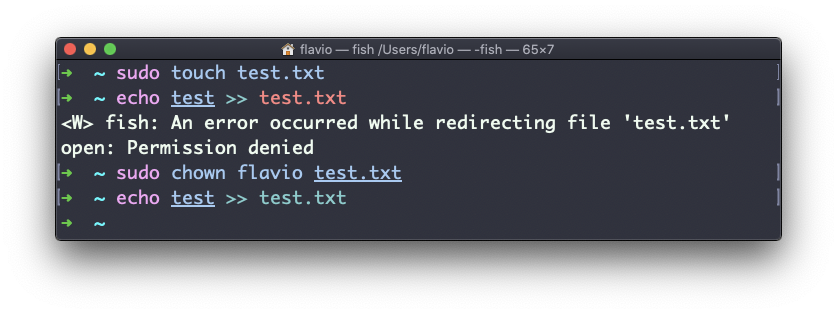 🏠 flavio — fish /Users/flavio — -fish — 65×7
[➜  ~ sudo touch test.txt ]
[➜  ~ echo test >> test.txt ]
<W> fish: An error occurred while redirecting file 'test.txt'
open: Permission denied
[➜  ~ sudo chown flavio test.txt ]
[➜  ~ echo test >> test.txt ]
➜  ~